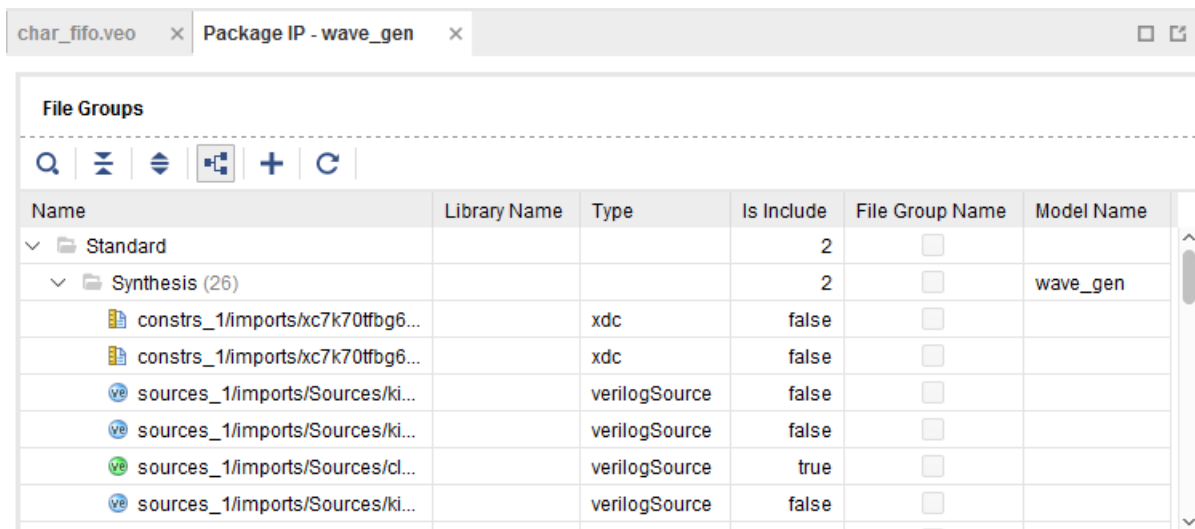 char_fifo.veo Package IP - wave_gen
File Groups
Name Library Name Type Is Include File Group Name Model Name
Standard 2
Synthesis (26) 2 wave_gen
constrs_1/imports/xc7k70tfbg6... xdc false
constrs_1/imports/xc7k70tfbg6... xdc false
sources_1/imports/Sources/ki... verilogSource false
sources_1/imports/Sources/ki... verilogSource false
sources_1/imports/Sources/cl... verilogSource true
sources_1/imports/Sources/ki... verilogSource false